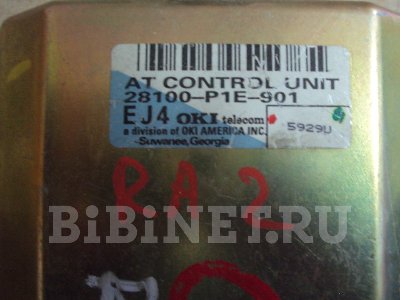 AT CONTROL UNIT
28100-P1E-901
EJ4 OKI telecom
a division of OKI AMERICA INC.
Suwanee, Georgia
5929U
RA2
BiBiNET.RU